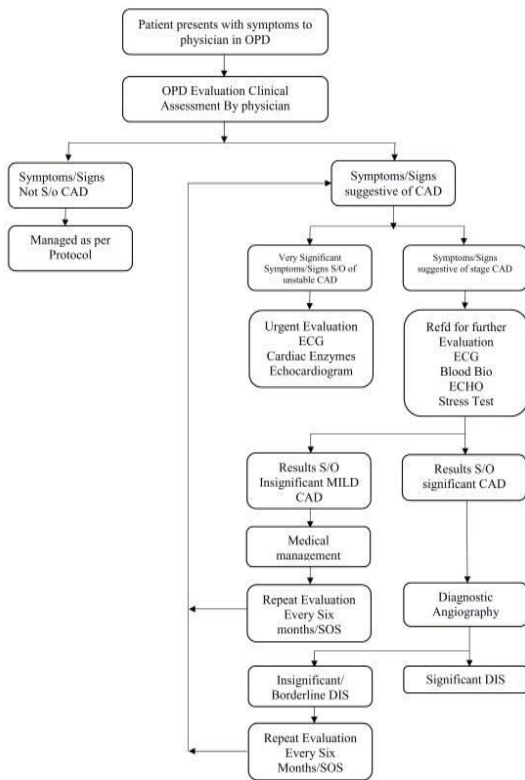 Patient presents with symptoms to
physician in OPD
OPD Evaluation Clinical
Assessment By physician
Symptoms/Signs
Not S/o CAD
Symptoms/Signs
suggestive of CAD
Managed as per
Protocol
Very Significant
Symptoms/Signs S/O of
unstable CAD
Symptoms/Signs
suggestive of stage CAD
Urgent Evaluation
ECG
Cardiac Enzymes
Echocardiogram
Refd for further
Evaluation
ECG
Blood Bio
ECHO
Stress Test
Results S/O
Insignificant MILD
CAD
Results S/O
significant CAD
Medical
management
Repeat Evaluation
Every Six
months/SOS
Diagnostic
Angiography
Insignificant/
Borderline DIS
Significant DIS
Repeat Evaluation
Every Six
Months/SOS